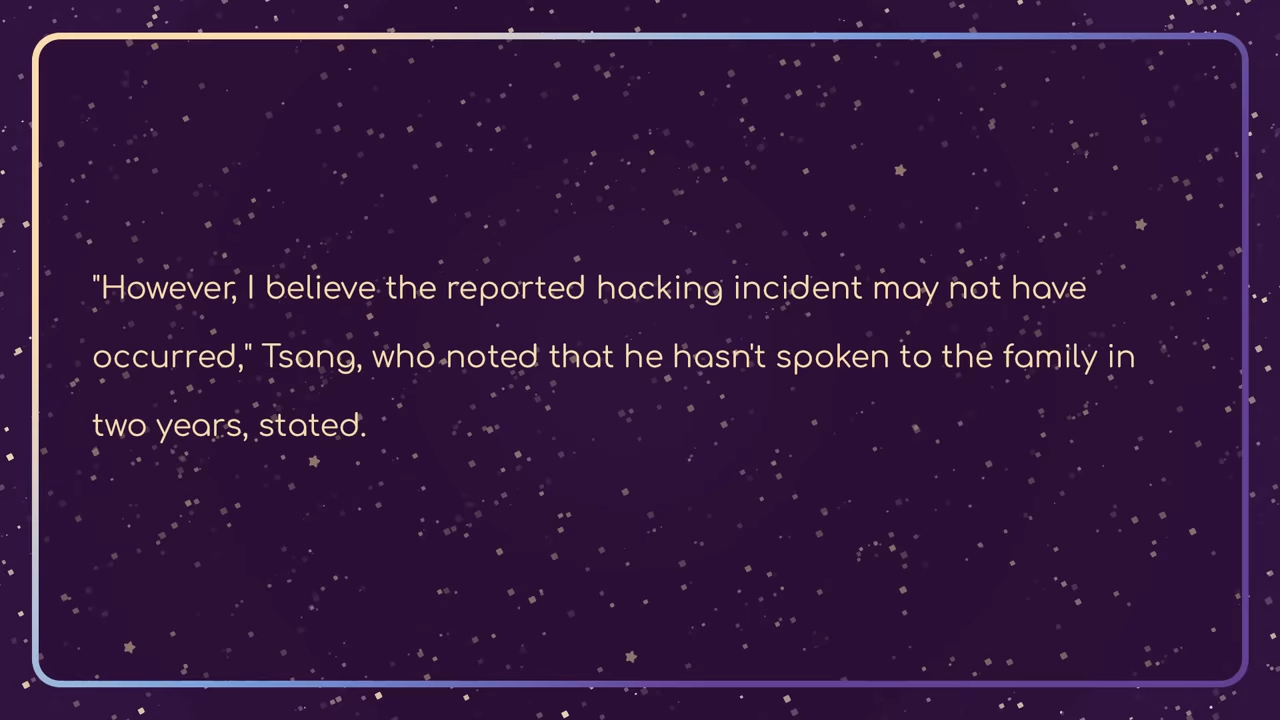 "However, I believe the reported hacking incident may not have
occurred," Tsang, who noted that he hasn't spoken to the family in
two years, stated.